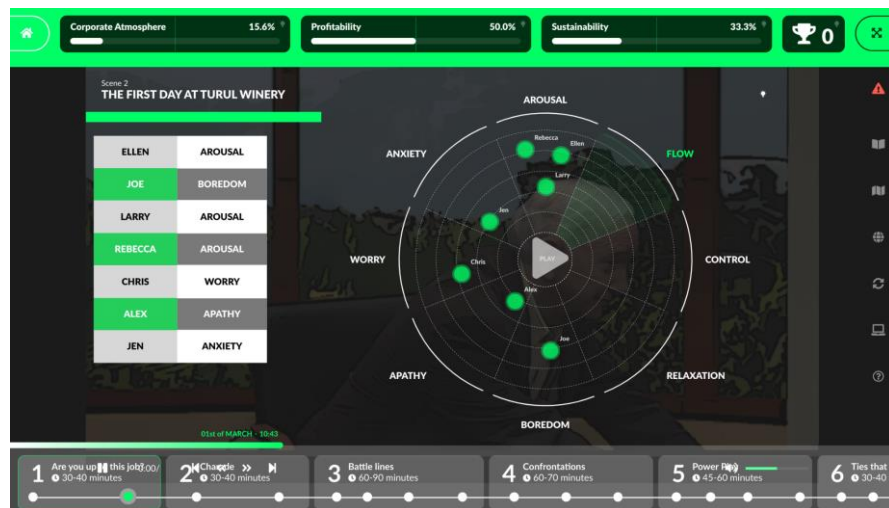 Corporate Atmosphere 15.6%
Profitability 50.0%
Sustainability 33.3%
0
Scene 2
THE FIRST DAY AT TURUL WINERY
ELLEN AROUSAL
JOE BOREDOM
LARRY AROUSAL
REBECCA AROUSAL
CHRIS WORRY
ALEX APATHY
JEN ANXIETY
AROUSAL
FLOW
CONTROL
RELAXATION
BOREDOM
APATHY
WORRY
ANXIETY
Rebecca
Ellen
Larry
Jen
Chris
Alex
Joe
PLAY
01st of MARCH - 10:43
1 Are you up this job?
30-40 minutes
2
30-40 minutes
3 Battle lines
60-90 minutes
4 Confrontations
60-70 minutes
5 Power
45-60 minutes
6 Ties that
30-40